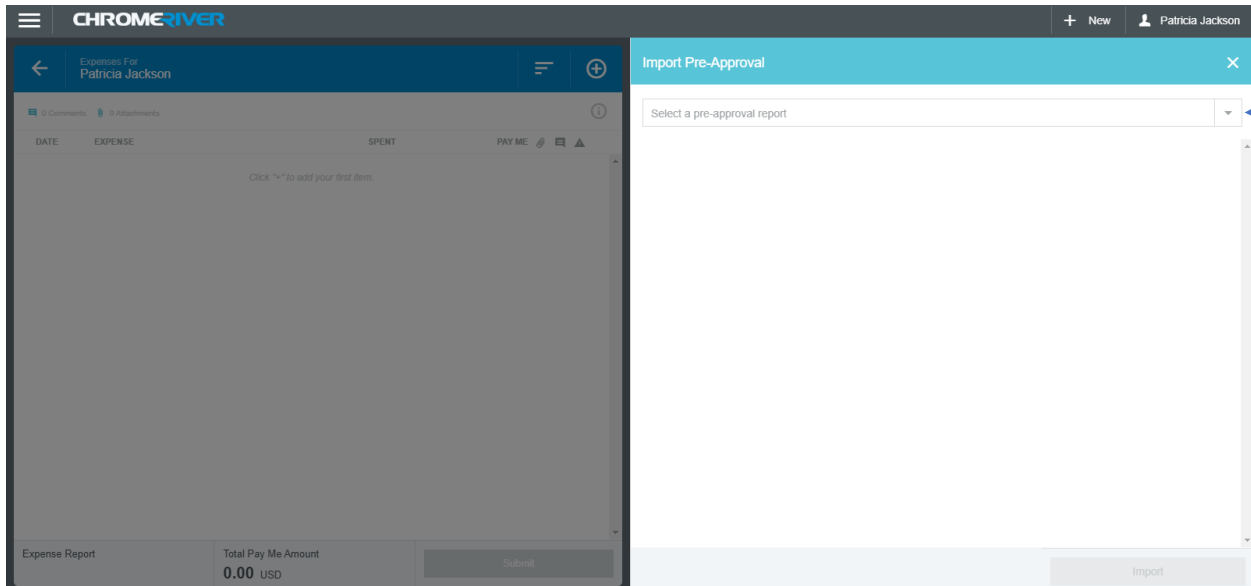 CHROMERIVER
+ New
Patricia Jackson
Expenses For
Patricia Jackson
0 Comments 0 Attachments
DATE EXPENSE SPENT PAY ME
Click "+" to add your first item.
Expense Report
Total Pay Me Amount
0.00 USD
Submit
Import Pre-Approval
Select a pre-approval report
Import